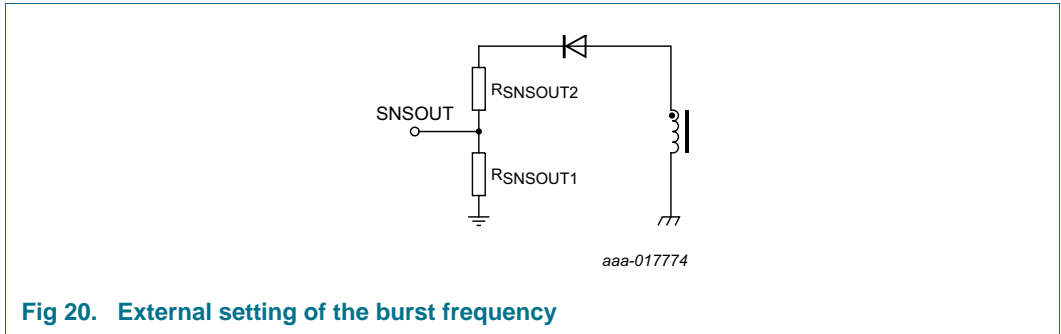 RSNSOUT2
SNSOUT
RSNSOUT1
aaa-017774
Fig 20. External setting of the burst frequency